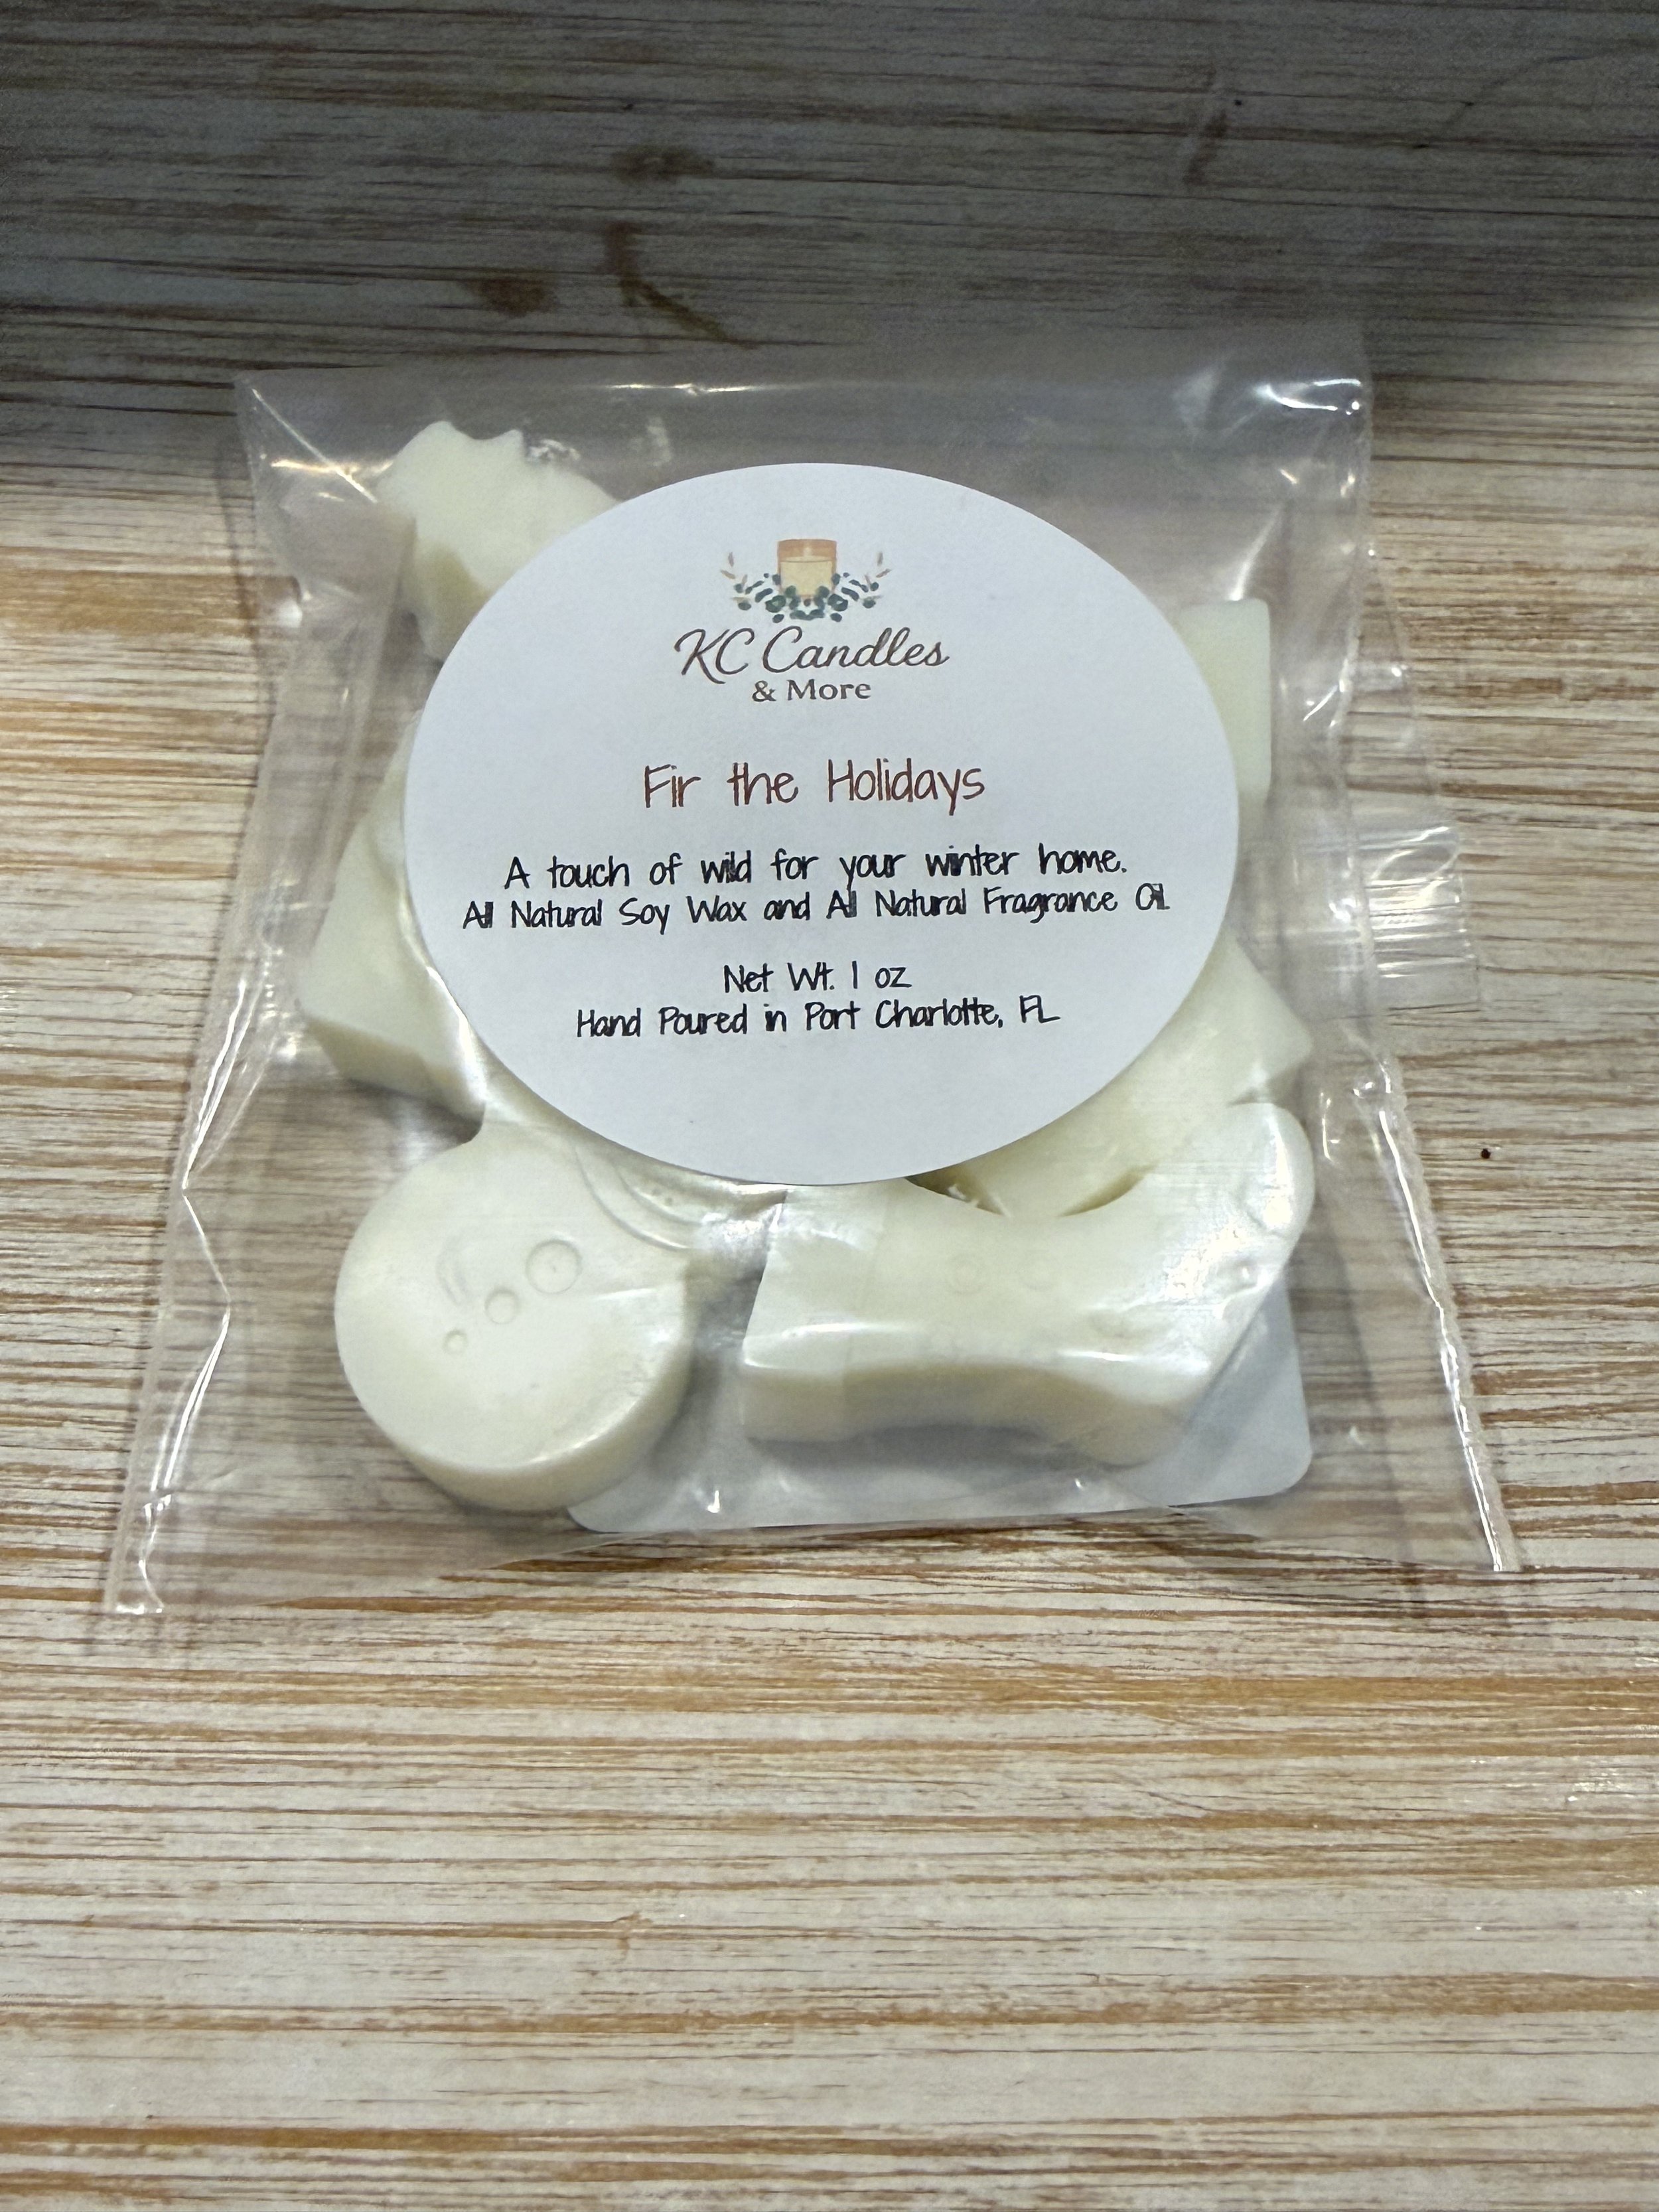 KC Candles
& More
Fir the Holidays
A touch of wild for your winter home.
All Natural Soy Wax and All Natural Fragrance Oil
Net Wt. 1 oz
Hand Poured in Port Charlotte, FL